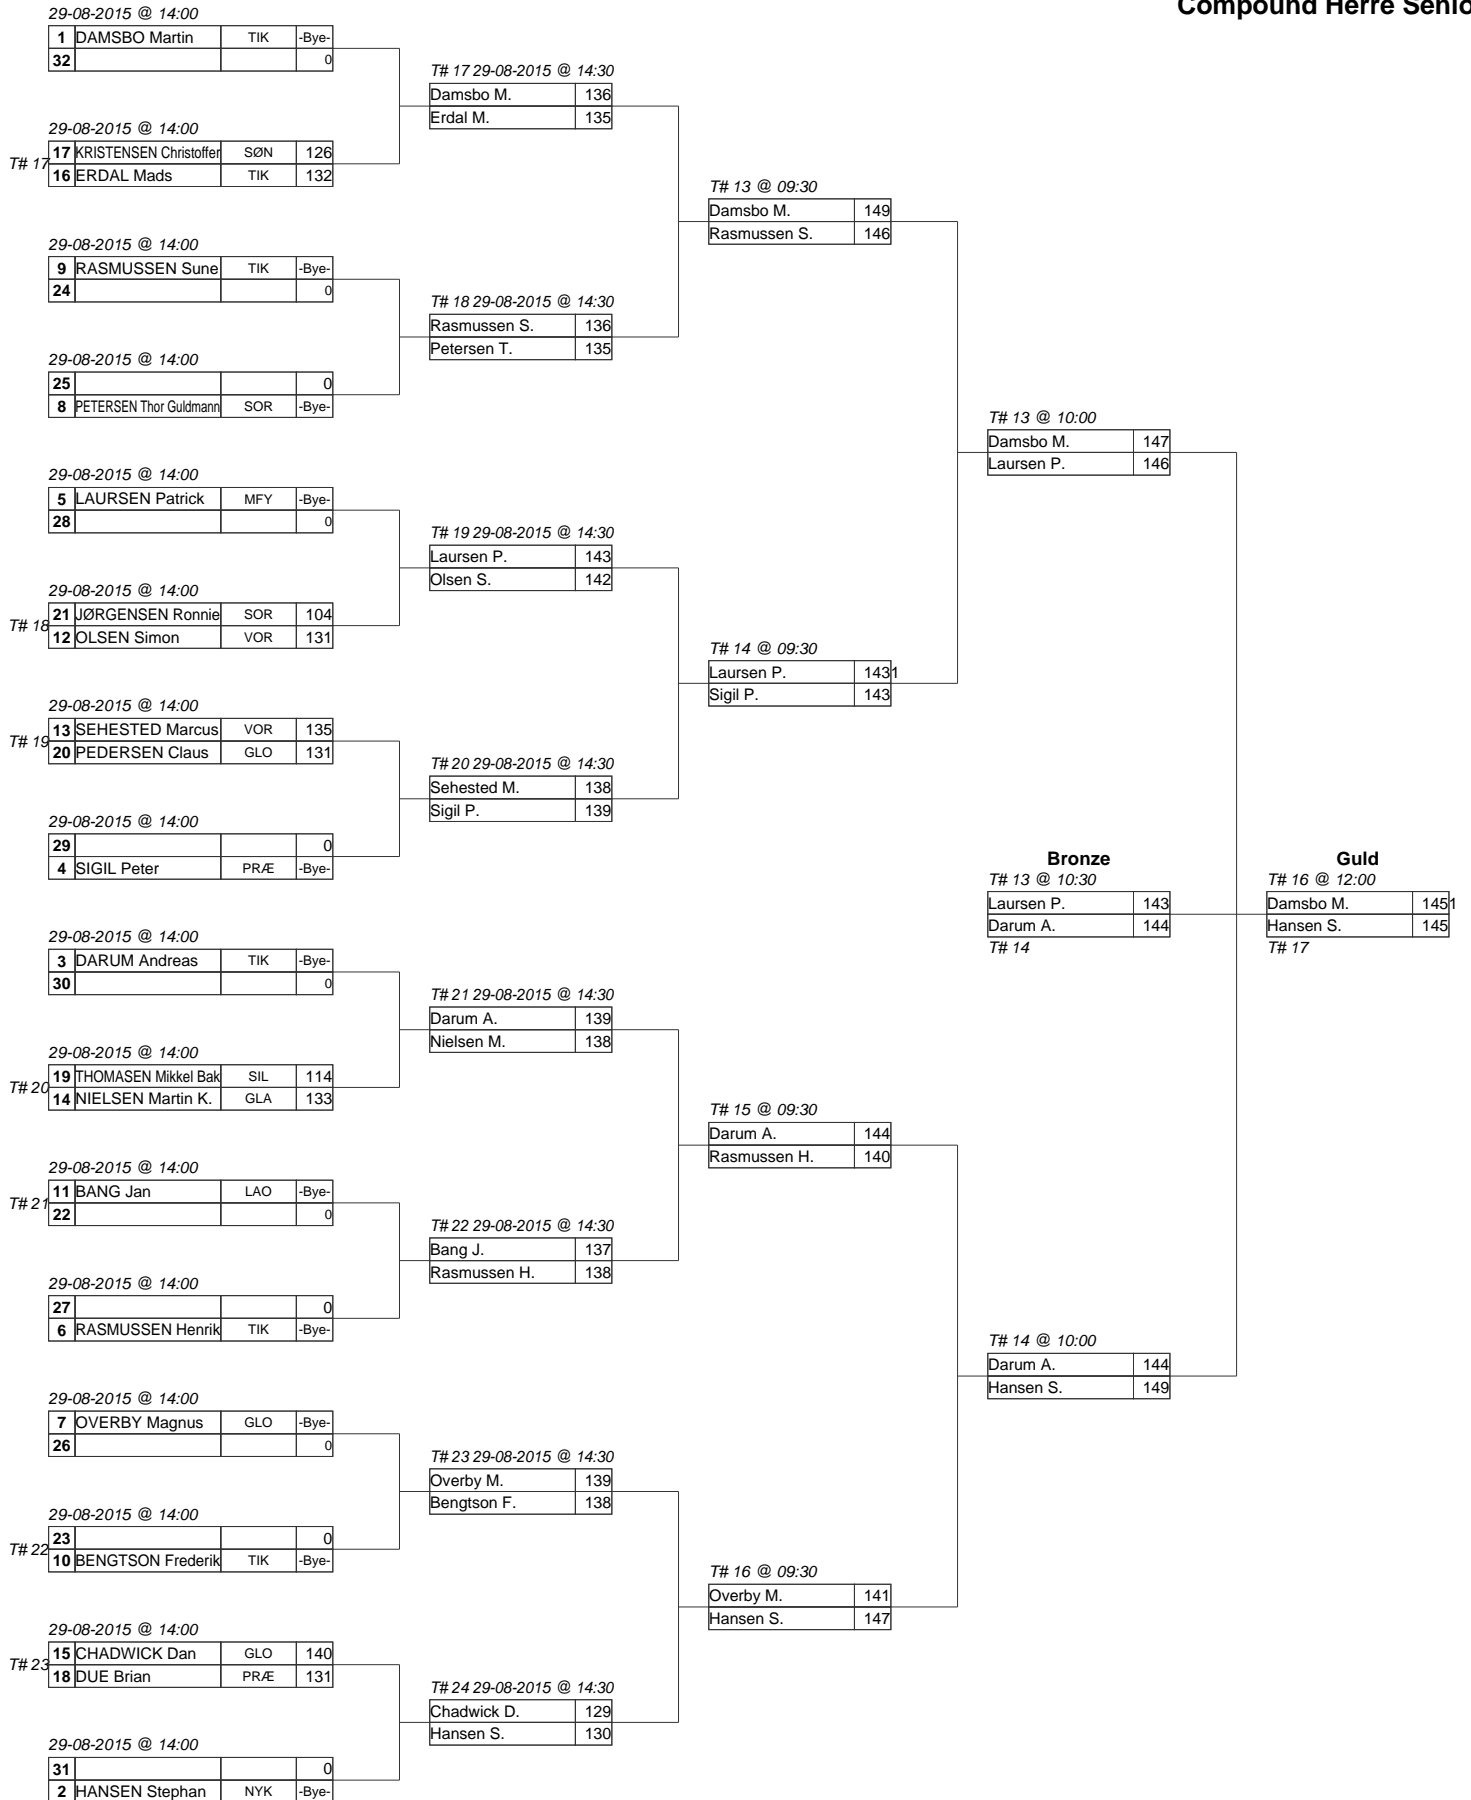 Compound Herre Senio
29-08-2015 @ 14:00
1 DAMSBO Martin TIK -Bye-
32 0
T# 17 29-08-2015 @ 14:30
Damsbo M. 136
Erdal M. 135
29-08-2015 @ 14:00
T# 17
17 KRISTENSEN Christoffer SØN 126
16 ERDAL Mads TIK 132
T# 13 @ 09:30
Damsbo M. 149
Rasmussen S. 146
29-08-2015 @ 14:00
9 RASMUSSEN Sune TIK -Bye-
24 0
T# 18 29-08-2015 @ 14:30
Rasmussen S. 136
Petersen T. 135
29-08-2015 @ 14:00
25 0
8 PETERSEN Thor Guldmann SOR -Bye-
T# 13 @ 10:00
Damsbo M. 147
Laursen P. 146
29-08-2015 @ 14:00
5 LAURSEN Patrick MFY -Bye-
28 0
T# 19 29-08-2015 @ 14:30
Laursen P. 143
Olsen S. 142
29-08-2015 @ 14:00
T# 18
21 JØRGENSEN Ronnie SOR 104
12 OLSEN Simon VOR 131
T# 14 @ 09:30
Laursen P. 143 1
Sigil P. 143
29-08-2015 @ 14:00
T# 19
13 SEHESTED Marcus VOR 135
20 PEDERSEN Claus GLO 131
T# 20 29-08-2015 @ 14:30
Sehested M. 138
Sigil P. 139
29-08-2015 @ 14:00
29 0
4 SIGIL Peter PRÆ -Bye-
Bronze
T# 13 @ 10:30
Laursen P. 143
Darum A. 144
T# 14
Guld
T# 16 @ 12:00
Damsbo M. 145 1
Hansen S. 145
T# 17
29-08-2015 @ 14:00
3 DARUM Andreas TIK -Bye-
30 0
T# 21 29-08-2015 @ 14:30
Darum A. 139
Nielsen M. 138
29-08-2015 @ 14:00
T# 20
19 THOMASEN Mikkel Bak SIL 114
14 NIELSEN Martin K. GLA 133
T# 15 @ 09:30
Darum A. 144
Rasmussen H. 140
29-08-2015 @ 14:00
T# 21
11 BANG Jan LAO -Bye-
22 0
T# 22 29-08-2015 @ 14:30
Bang J. 137
Rasmussen H. 138
29-08-2015 @ 14:00
27 0
6 RASMUSSEN Henrik TIK -Bye-
T# 14 @ 10:00
Darum A. 144
Hansen S. 149
29-08-2015 @ 14:00
7 OVERBY Magnus GLO -Bye-
26 0
T# 23 29-08-2015 @ 14:30
Overby M. 139
Bengtson F. 138
29-08-2015 @ 14:00
T# 22
23 0
10 BENGTSON Frederik TIK -Bye-
T# 16 @ 09:30
Overby M. 141
Hansen S. 147
29-08-2015 @ 14:00
T# 23
15 CHADWICK Dan GLO 140
18 DUE Brian PRÆ 131
T# 24 29-08-2015 @ 14:30
Chadwick D. 129
Hansen S. 130
29-08-2015 @ 14:00
31 0
2 HANSEN Stephan NYK -Bye-